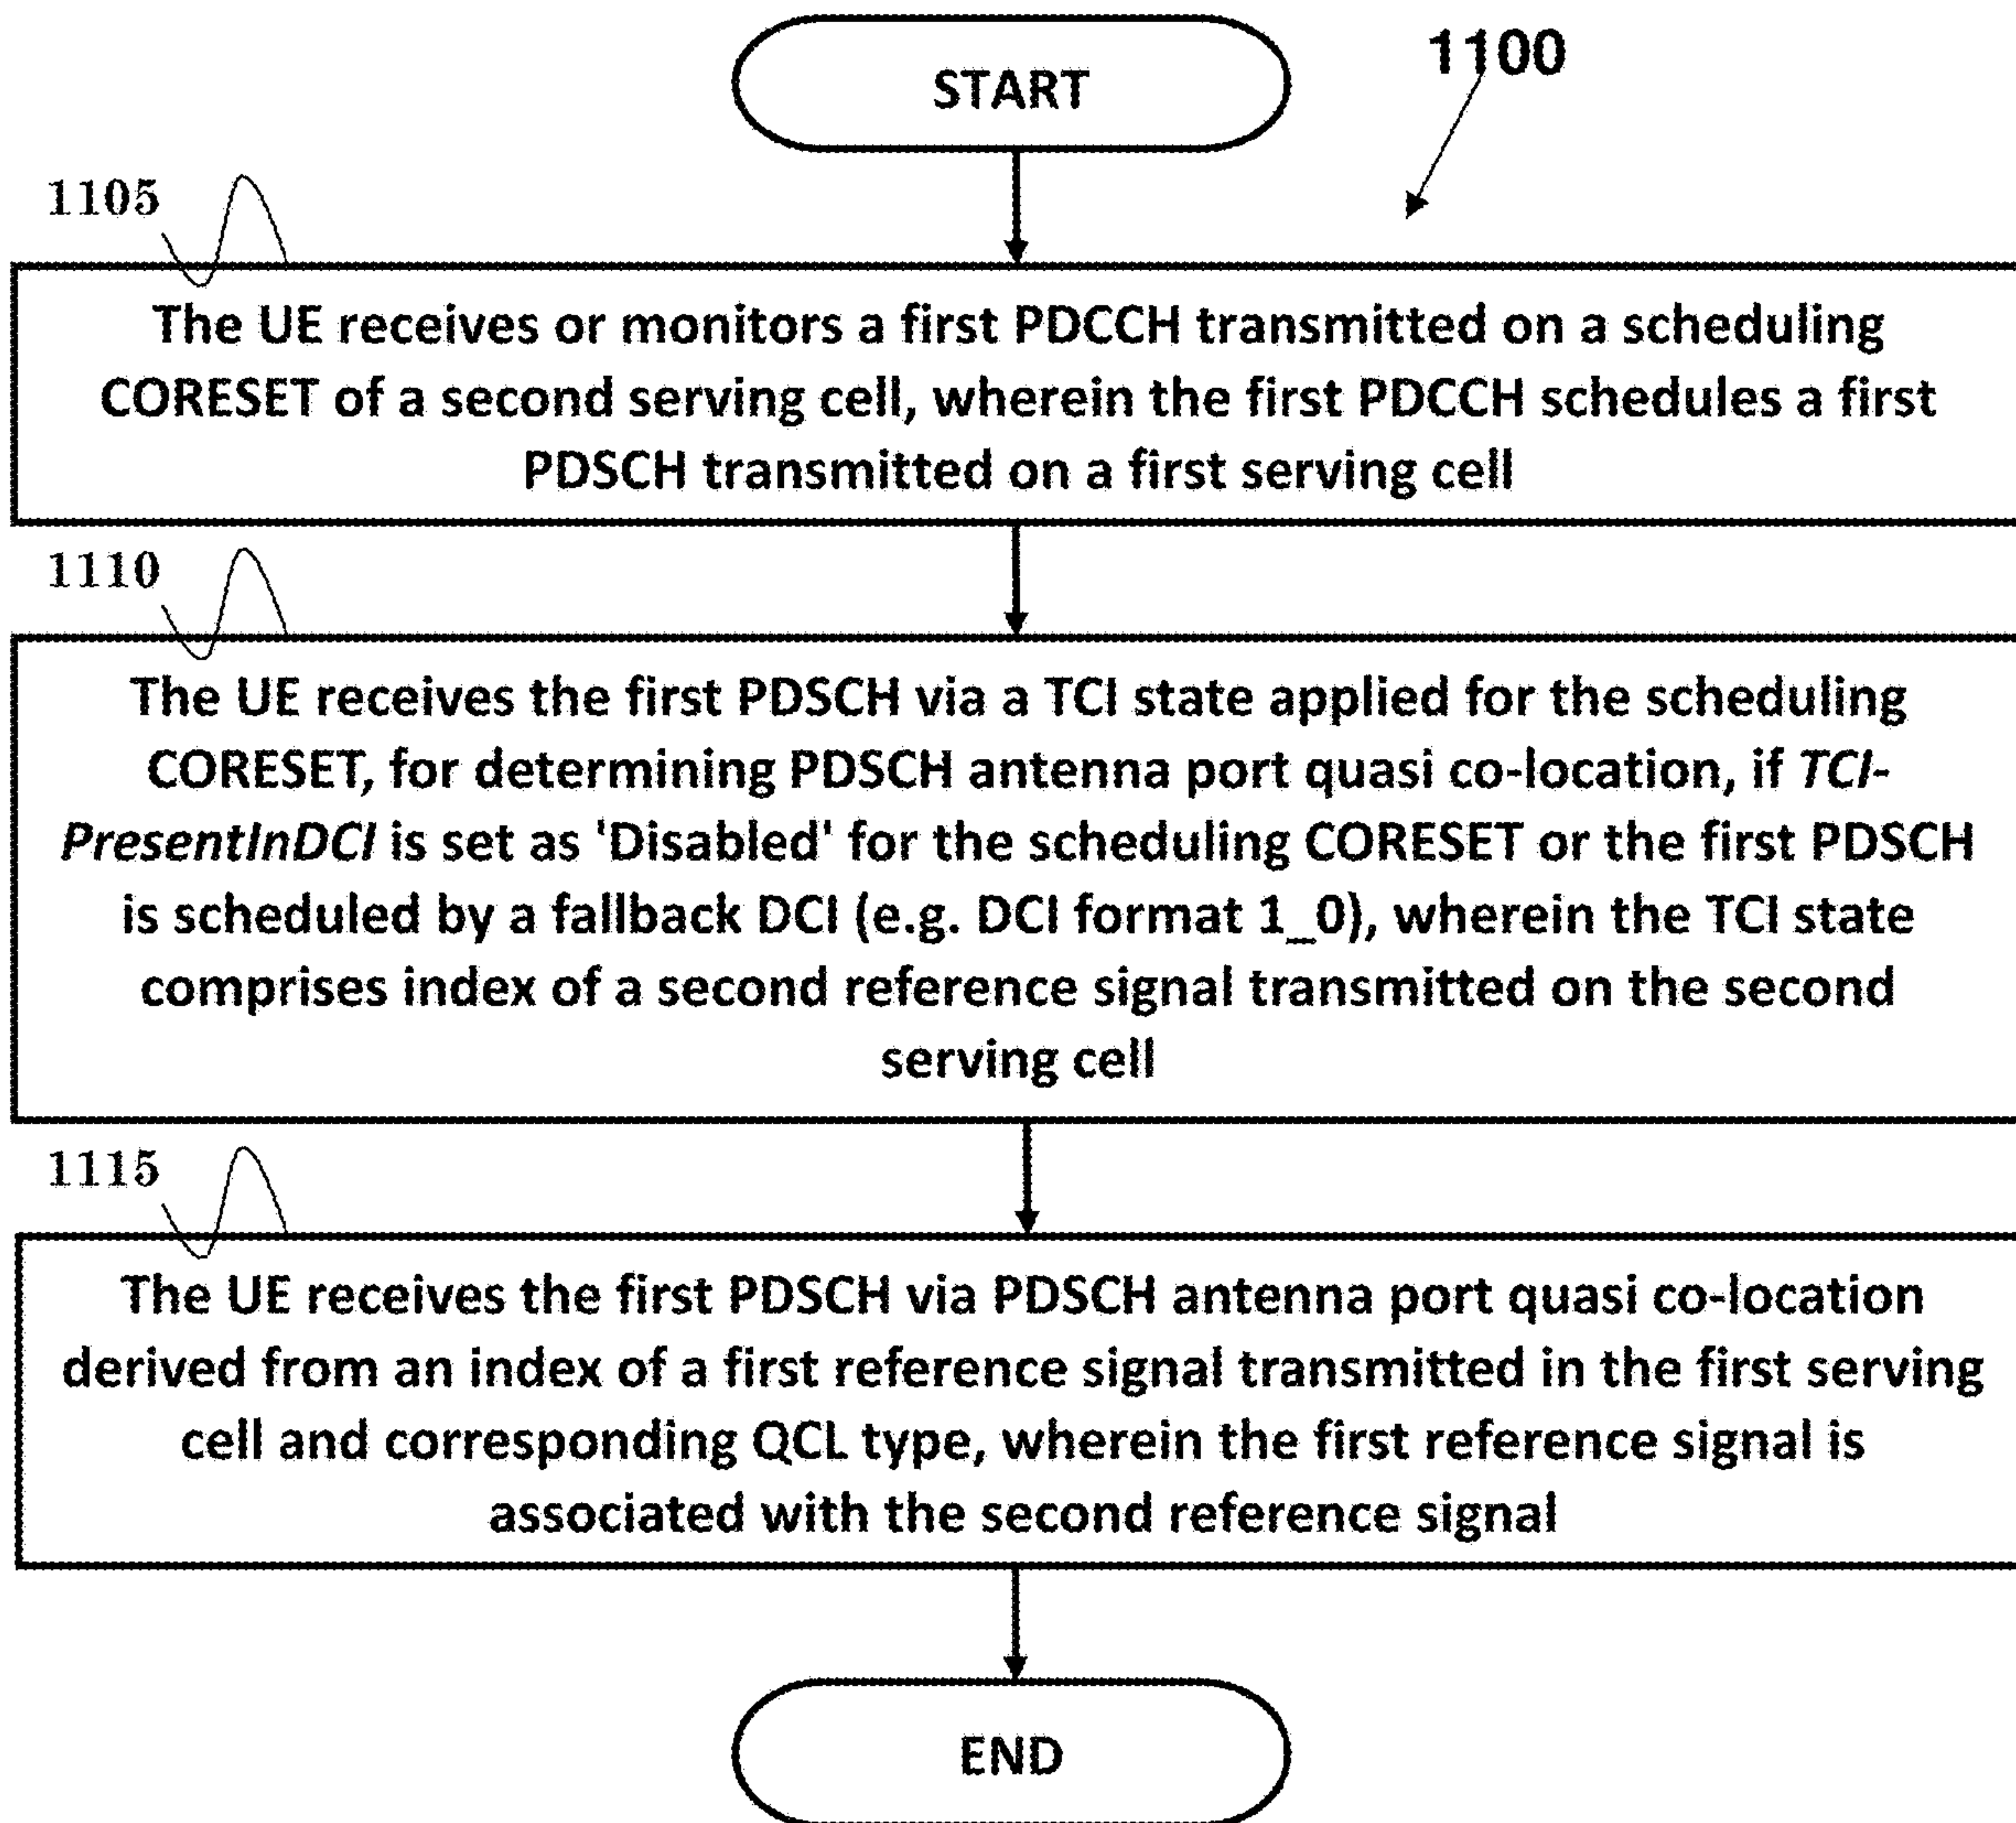 START
1100
1105
The UE receives or monitors a first PDCCH transmitted on a scheduling
CORESET of a second serving cell, wherein the first PDCCH schedules a first
PDSCH transmitted on a first serving cell
1110
The UE receives the first PDSCH via a TCI state applied for the scheduling
CORESET, for determining PDSCH antenna port quasi co-location, if TCI-
PresentInDCI is set as 'Disabled' for the scheduling CORESET or the first PDSCH
is scheduled by a fallback DCI (e.g. DCI format 1_0), wherein the TCI state
comprises index of a second reference signal transmitted on the second
serving cell
1115
The UE receives the first PDSCH via PDSCH antenna port quasi co-location
derived from an index of a first reference signal transmitted in the first serving
cell and corresponding QCL type, wherein the first reference signal is
associated with the second reference signal
END